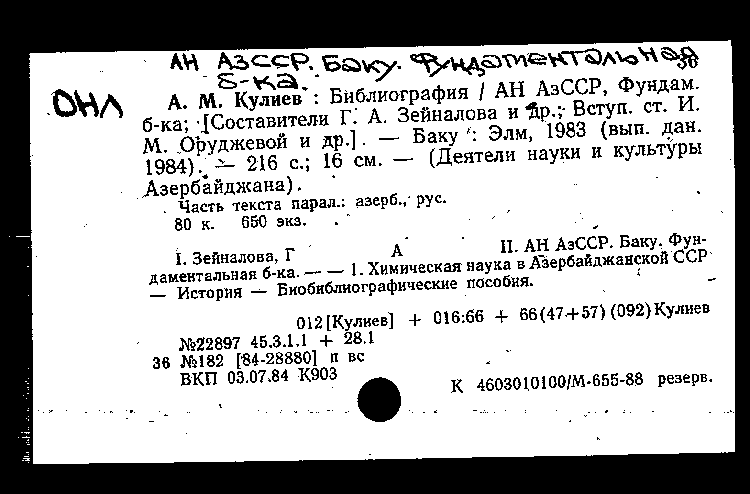 АН АзССР. Баку. Фундаментальная
б-ка.
ОНЛ
А. М. Кулиев : Библиография / АН АзССР, Фундам.
б-ка; [Составители Г. А. Зейналова и др.; Вступ. ст. И.
М. Оруджевой и др.]. — Баку : Элм, 1983 (вып. дан.
1984). — 216 с.; 16 см. — (Деятели науки и культуры
Азербайджана).
Часть текста парал.: азерб., рус.
80 к. 650 экз.
I. Зейналова, Г А II. АН АзССР. Баку. Фун-
даментальная б-ка. — — 1. Химическая наука в Азербайджанской ССР
— История — Биобиблиографические пособия.
012[Кулиев] + 016:66 + 66(47+57)(092)Кулиев
№22897 45.3.1.1 + 28.1
36 №182 [84-28880] п вс
ВКП 03.07.84 К903
К 4603010100/М-655-88 резерв.